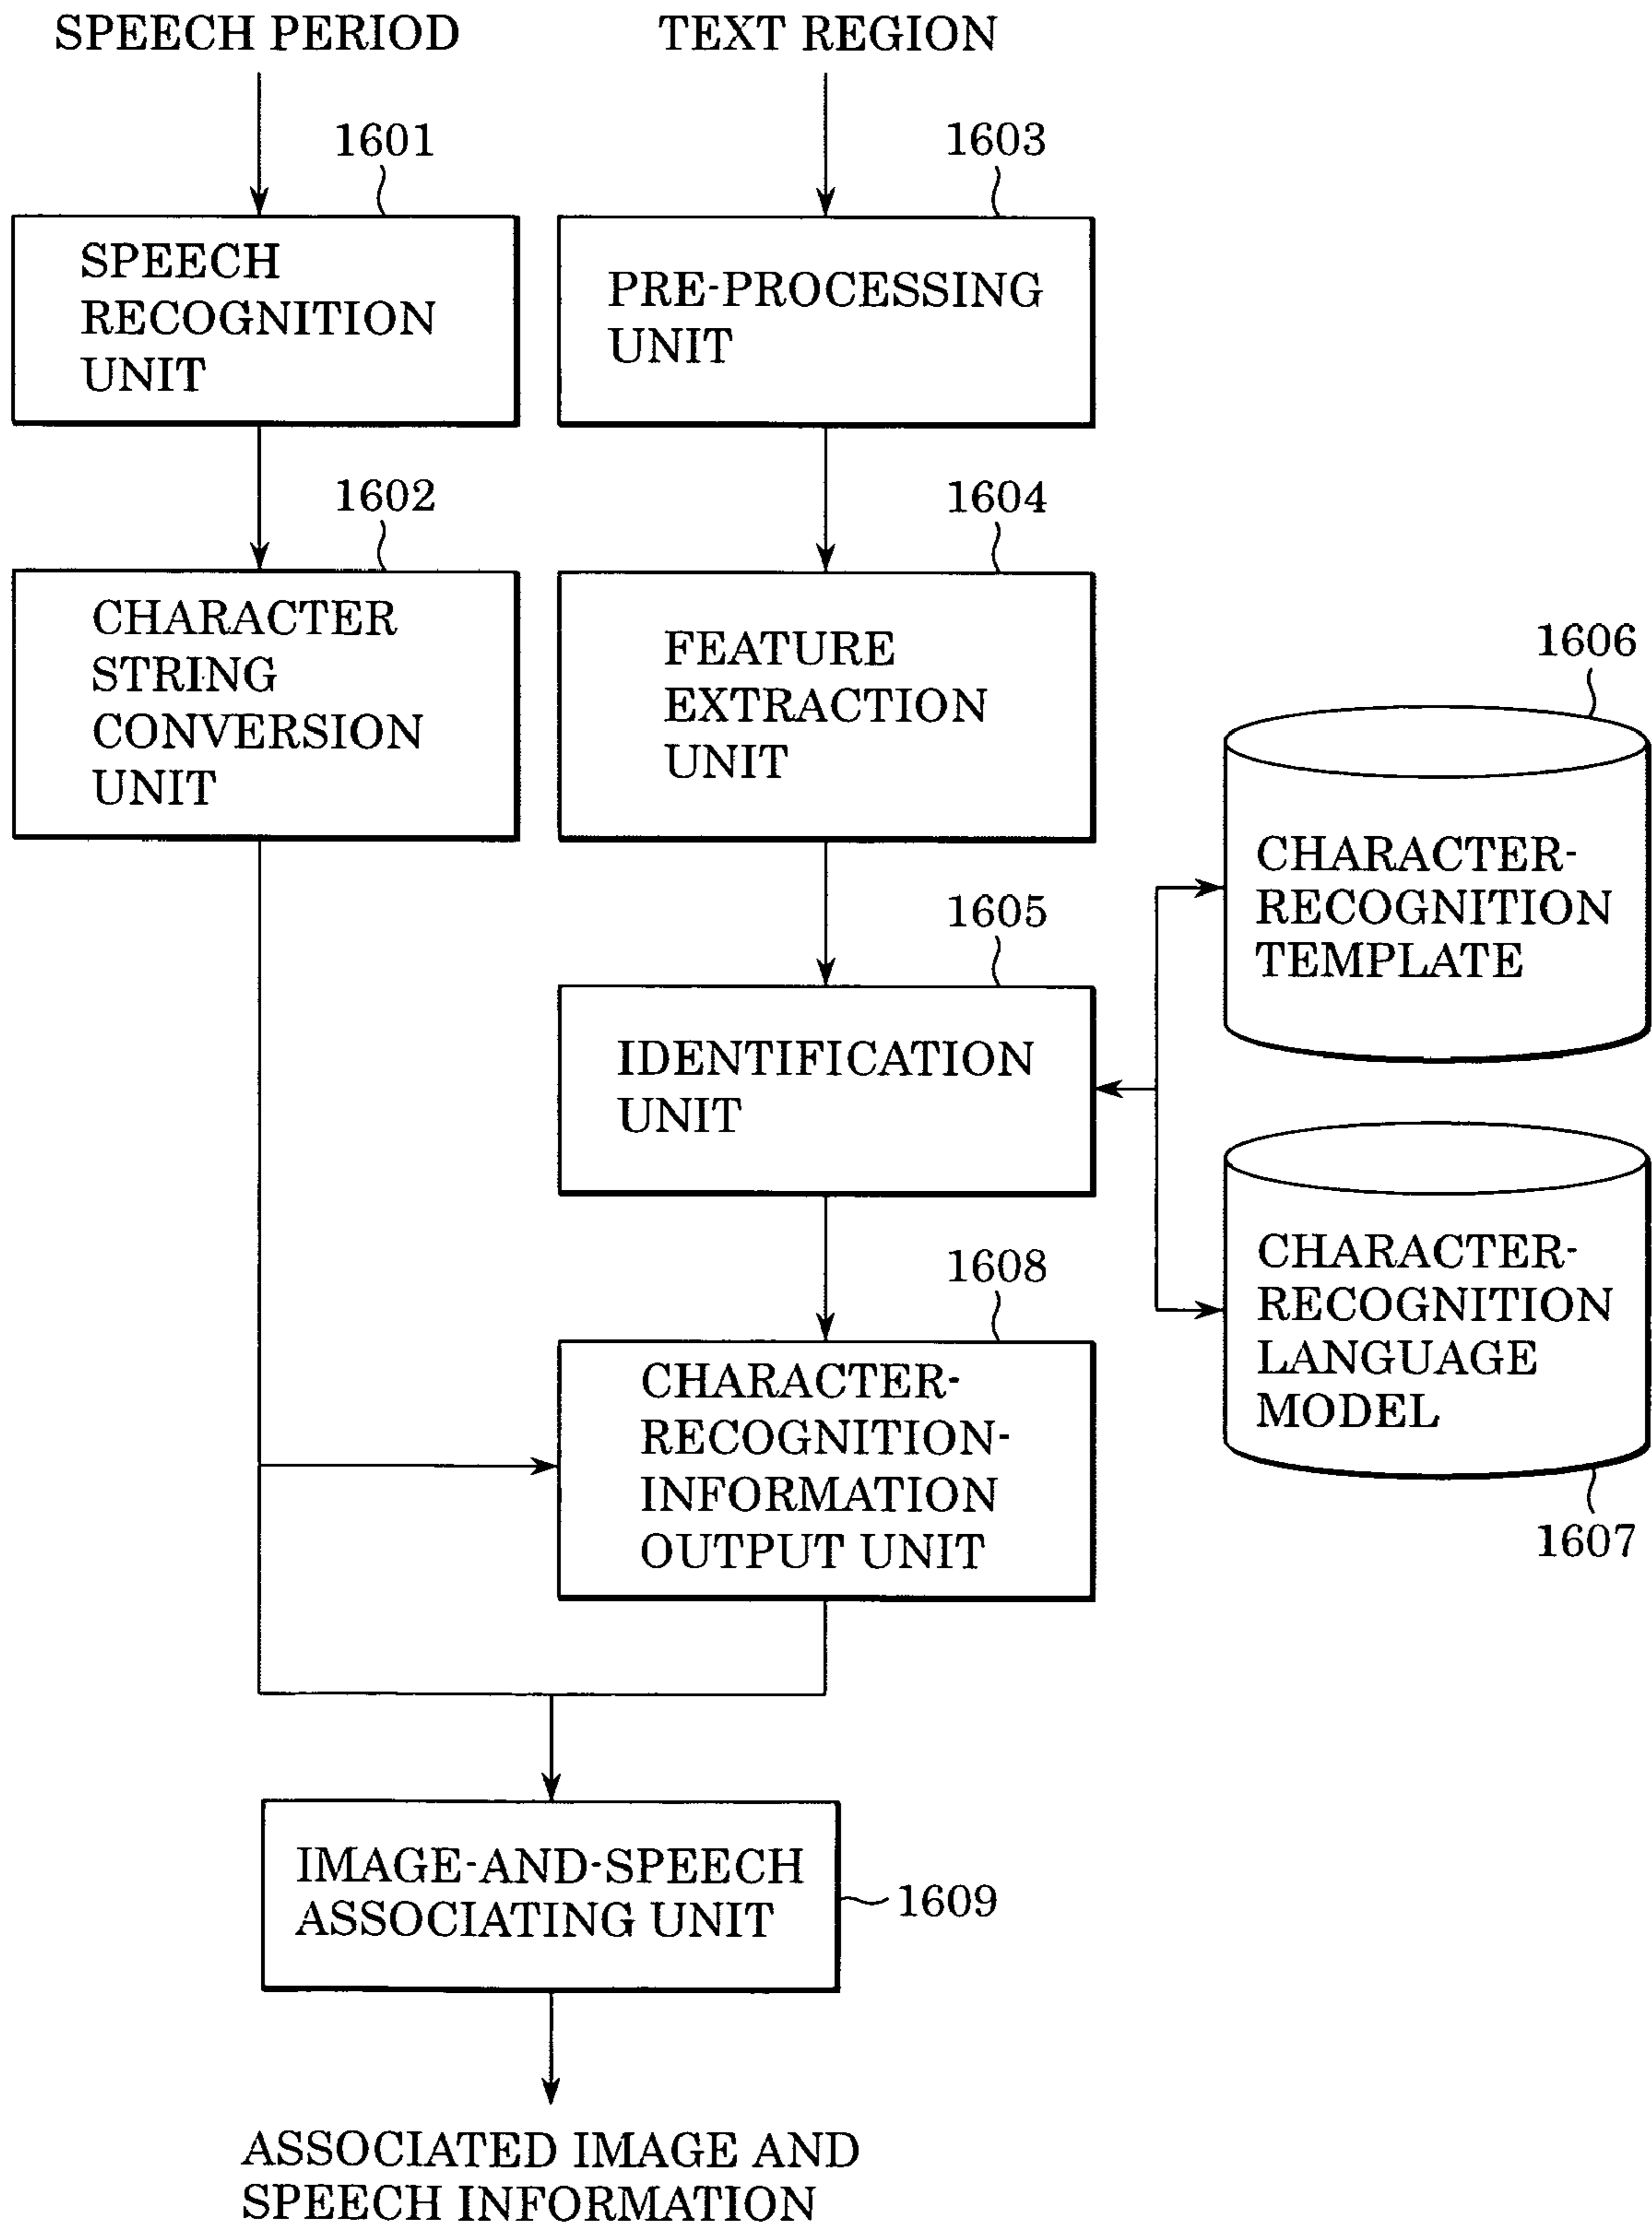 SPEECH PERIOD
TEXT REGION
1601
1603
SPEECH
RECOGNITION
UNIT
PRE-PROCESSING
UNIT
1602
1604
CHARACTER
STRING
CONVERSION
UNIT
FEATURE
EXTRACTION
UNIT
1606
CHARACTER-
RECOGNITION
TEMPLATE
1605
IDENTIFICATION
UNIT
CHARACTER-
RECOGNITION
LANGUAGE
MODEL
1607
1608
CHARACTER-
RECOGNITION-
INFORMATION
OUTPUT UNIT
IMAGE-AND-SPEECH
ASSOCIATING UNIT
1609
ASSOCIATED IMAGE AND
SPEECH INFORMATION